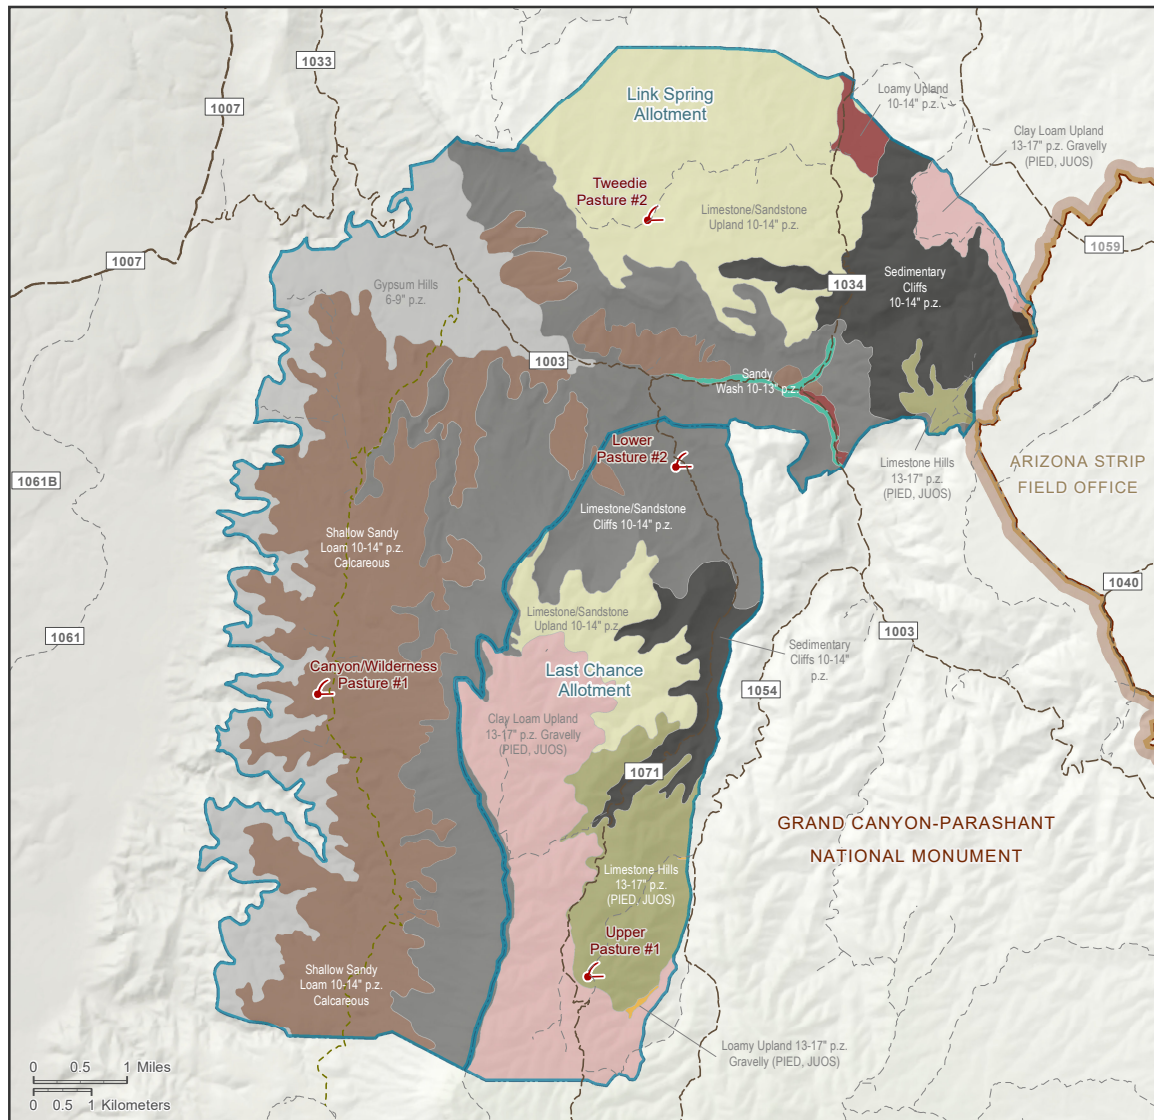 1033
1007
Link Spring
Allotment
Loamy Upland
10-14" p.z.
Clay Loam Upland
13-17" p.z. Gravelly
(PIED, JUOS)
Tweedie
Pasture #2
Limestone/Sandstone
Upland 10-14" p.z.
1059
1007
Gypsum Hills
6-9" p.z.
Sedimentary
Cliffs
10-14" p.z.
1034
1003
Sandy
Wash 10-13" p.z.
Lower
Pasture #2
Limestone Hills
13-17" p.z.
(PIED, JUOS)
ARIZONA STRIP
FIELD OFFICE
1061B
Limestone/Sandstone
Cliffs 10-14" p.z.
Shallow Sandy
Loam 10-14" p.z.
Calcareous
1040
Limestone/Sandstone
Upland 10-14" p.z.
1061
1003
Sedimentary
Cliffs 10-14"
p.z.
Canyon/Wilderness
Pasture #1
Last Chance
Allotment
1054
Clay Loam Upland
13-17" p.z. Gravelly
(PIED, JUOS)
1071
GRAND CANYON-PARASHANT
NATIONAL MONUMENT
Limestone Hills
13-17" p.z.
(PIED, JUOS)
Upper
Pasture #1
Shallow Sandy
Loam 10-14" p.z.
Calcareous
Loamy Upland 13-17" p.z.
Gravelly (PIED, JUOS)
0 0.5 1 Miles
0 0.5 1 Kilometers